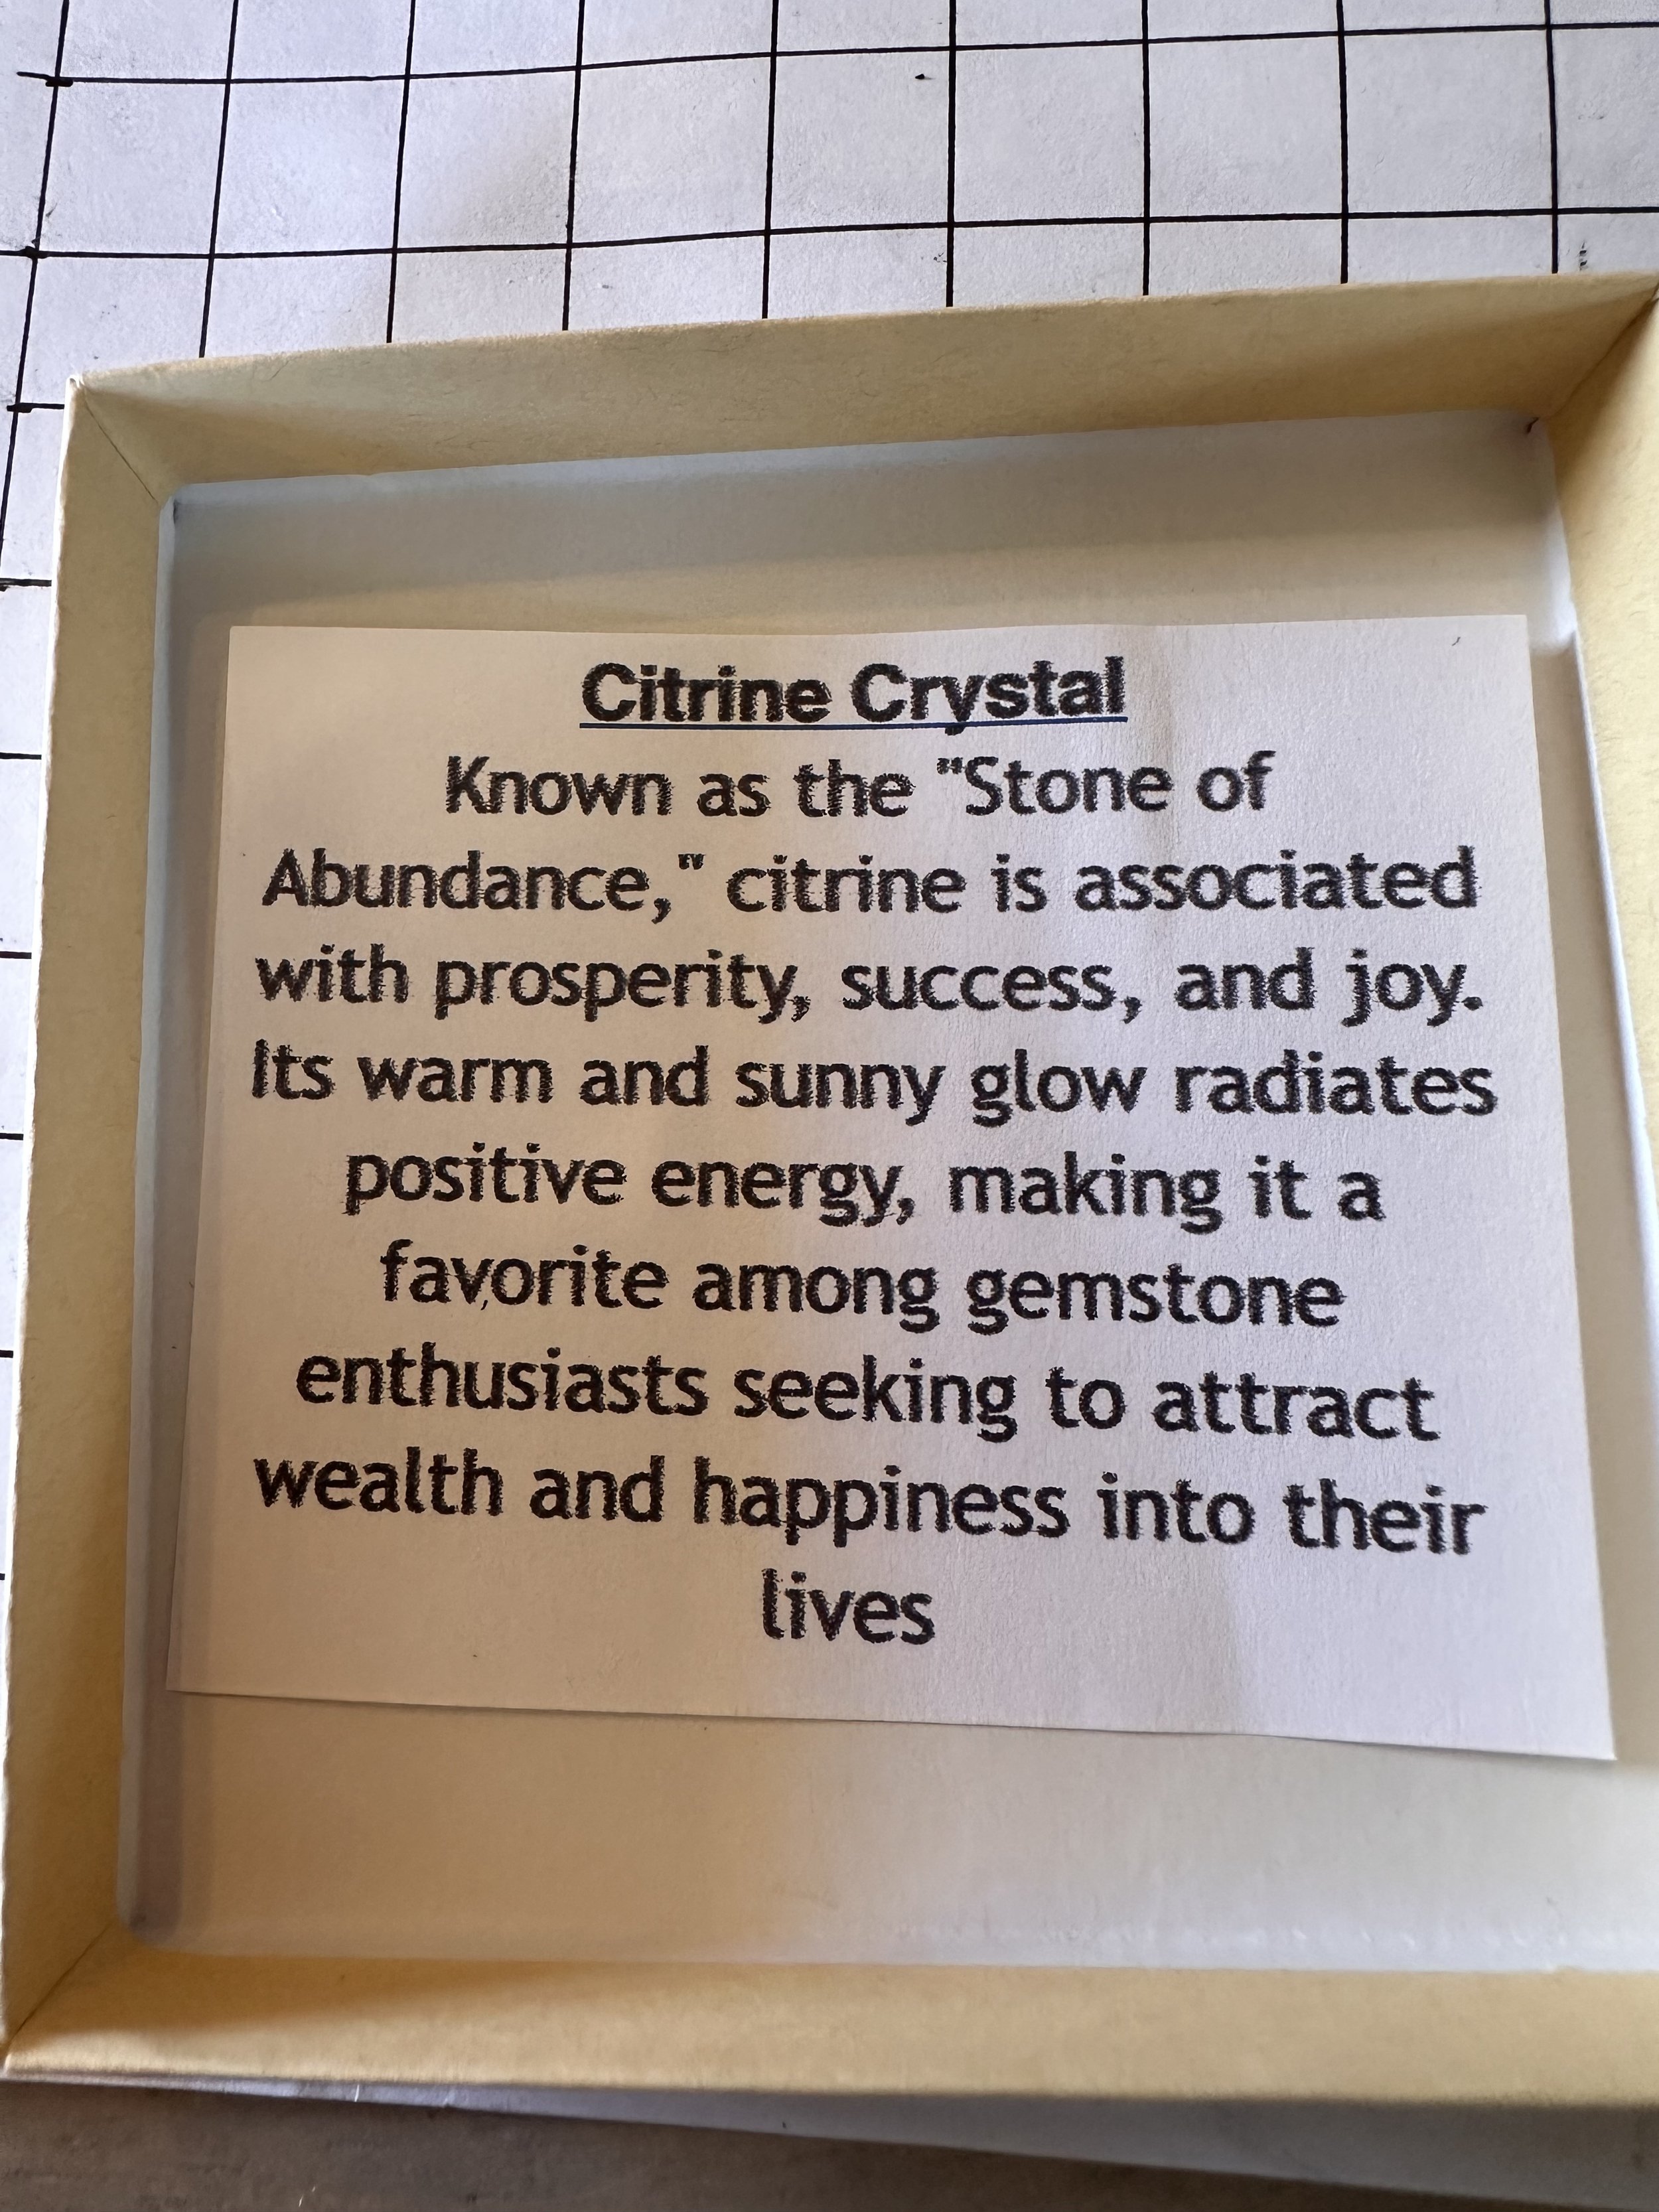 Citrine Crystal
Known as the "Stone of
Abundance," citrine is associated
with prosperity, success, and joy.
Its warm and sunny glow radiates
positive energy, making it a
favorite among gemstone
enthusiasts seeking to attract
wealth and happiness into their
lives